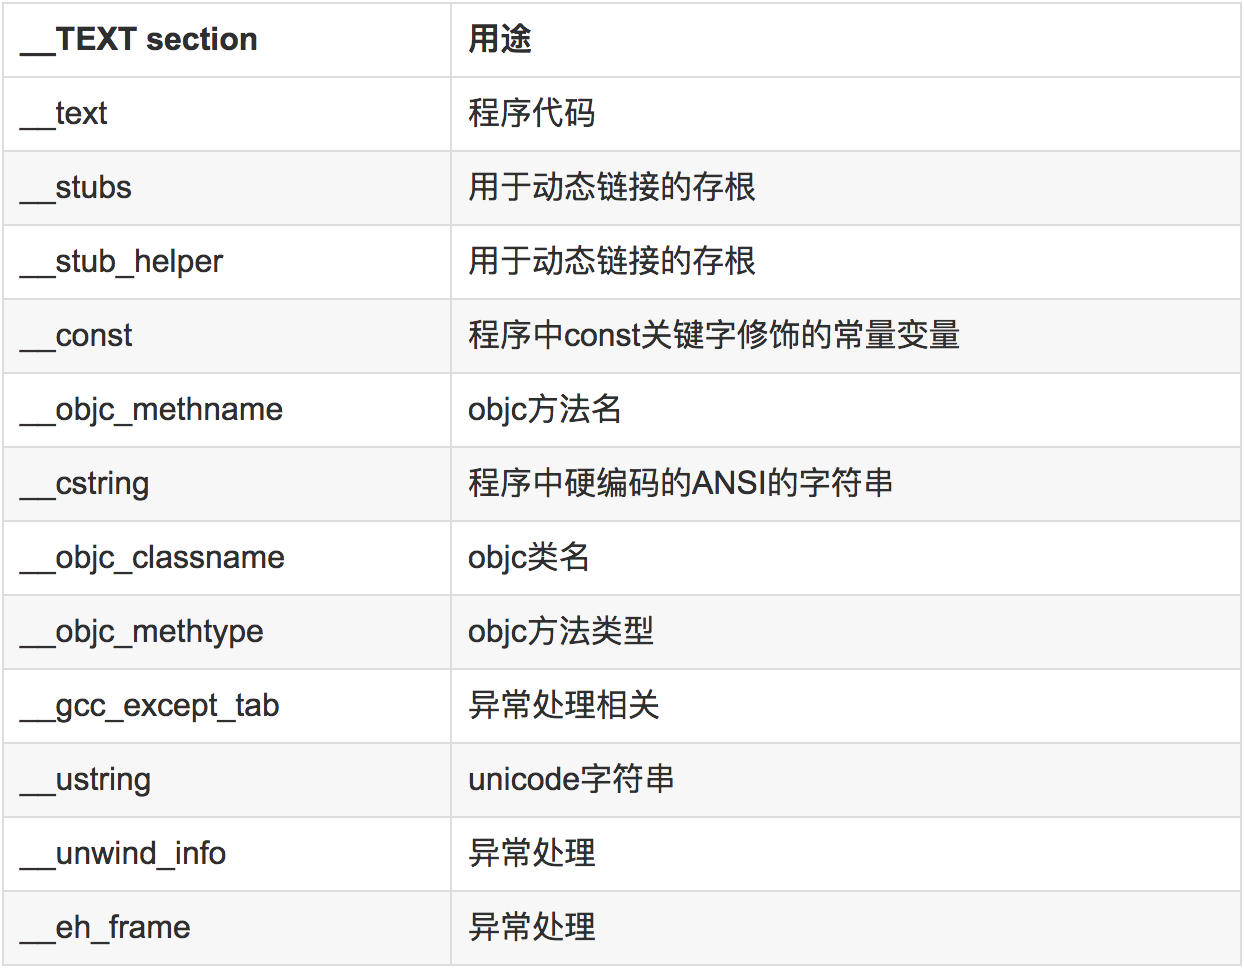 __TEXT section 用途
__text 程序代码
__stubs 用于动态链接的存根
__stub_helper 用于动态链接的存根
__const 程序中const关键字修饰的常量变量
__objc_methname objc方法名
__cstring 程序中硬编码的ANSI的字符串
__objc_classname objc类名
__objc_methtype objc方法类型
__gcc_except_tab 异常处理相关
__ustring unicode字符串
__unwind_info 异常处理
__eh_frame 异常处理